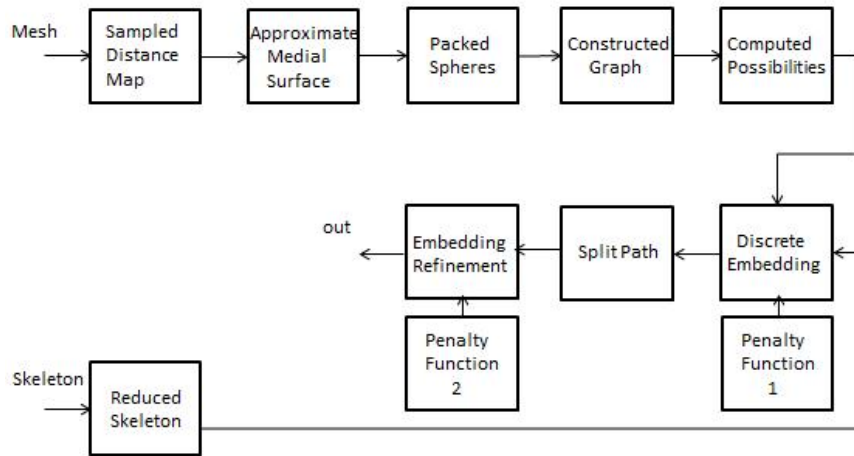 Mesh
Sampled
Distance
Map
Approximate
Medial
Surface
Packed
Spheres
Constructed
Graph
Computed
Possibilities
out
Embedding
Refinement
Split Path
Discrete
Embedding
Penalty
Function
2
Penalty
Function
1
Skeleton
Reduced
Skeleton